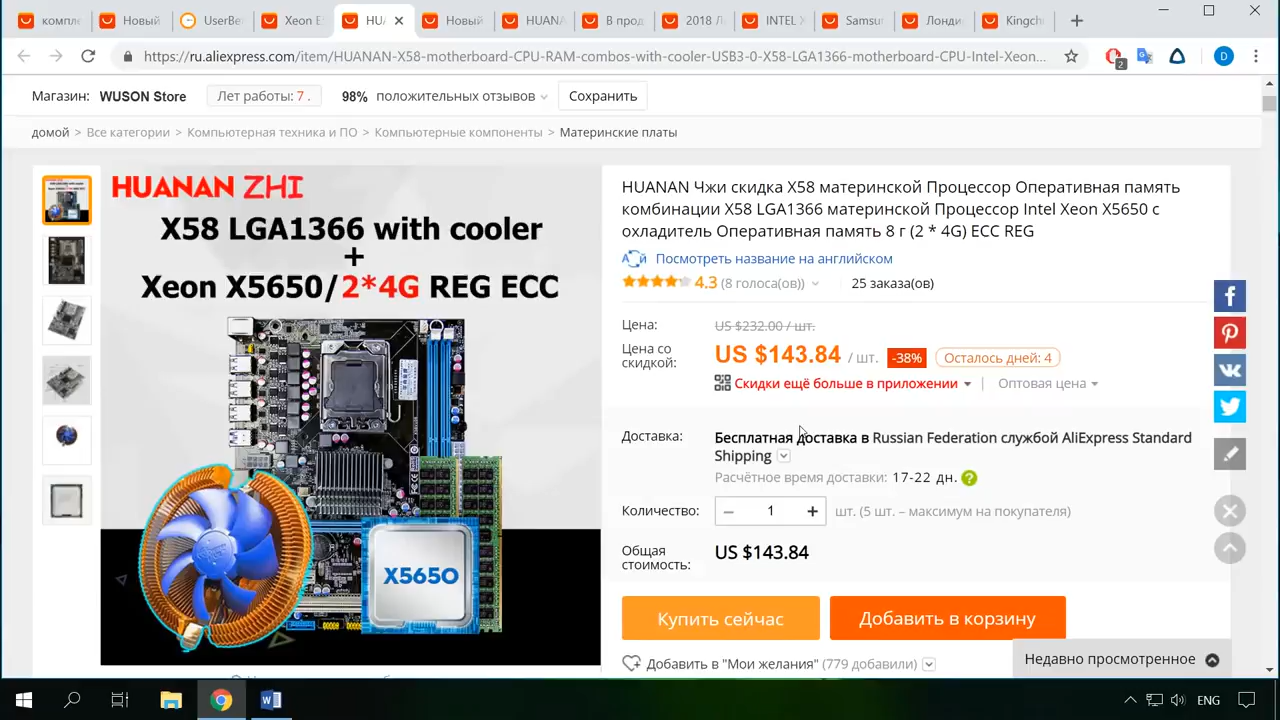 компле
Новый
UserBe
Xeon E
HUA
Новый
HUANA
В прод
2018 Л
INTEL X
Samsu
Лонди
Kingch
https://ru.aliexpress.com/item/HUANAN-X58-motherboard-CPU-RAM-combos-with-cooler-USB3-0-X58-LGA1366-motherboard-CPU-Intel-Xeon...
2
D
Магазин: WUSON Store Лет работы: 7 . 98% положительных отзывов Сохранить
домой > Все категории > Компьютерная техника и ПО > Компьютерные компоненты > Материнские платы
HUANAN ZHI
X58 LGA1366 with cooler
+
Xeon X5650/2*4G REG ECC
X5650
HUANAN Чжи скидка X58 материнской Процессор Оперативная память
комбинации X58 LGA1366 материнской Процессор Intel Xeon X5650 с
охладитель Оперативная память 8 г (2 * 4G) ECC REG
Посмотреть название на английском
4.3 (8 голоса(ов)) 25 заказа(ов)
Цена: US $232.00 / шт.
Цена со
скидкой:
US $143.84 / шт. -38% Осталось дней: 4
Скидки ещё больше в приложении | Оптовая цена
Доставка: Бесплатная доставка в Russian Federation службой AliExpress Standard
Shipping
Расчётное время доставки: 17-22 дн. ?
Количество: − 1 + шт. (5 шт. – максимум на покупателя)
Общая
стоимость:
US $143.84
Купить сейчас
Добавить в корзину
Добавить в "Мои желания" (779 добавили)
Недавно просмотренное
ENG